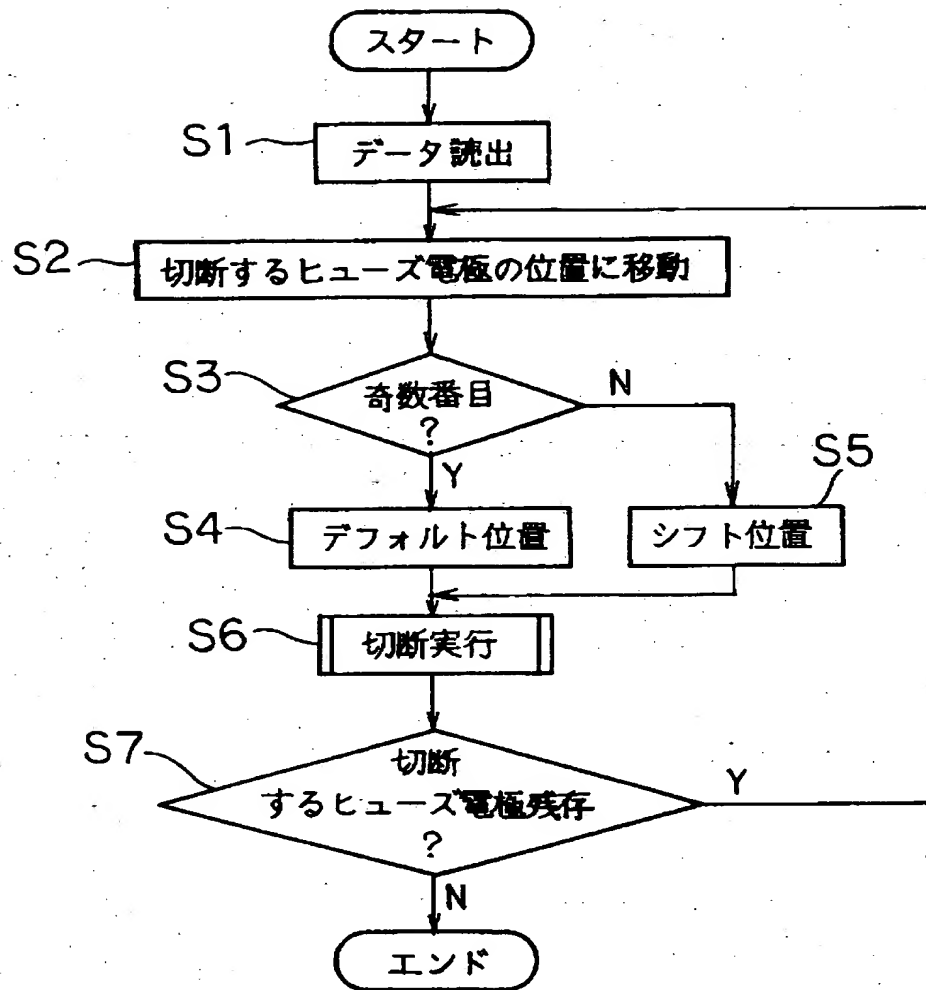 スタート
S1
データ読出
S2
切断するヒューズ電極の位置に移動
S3
奇数番目
?
N
Y
S4
デフォルト位置
S5
シフト位置
S6
切断実行
S7
切断
するヒューズ電極残存
?
Y
N
エンド